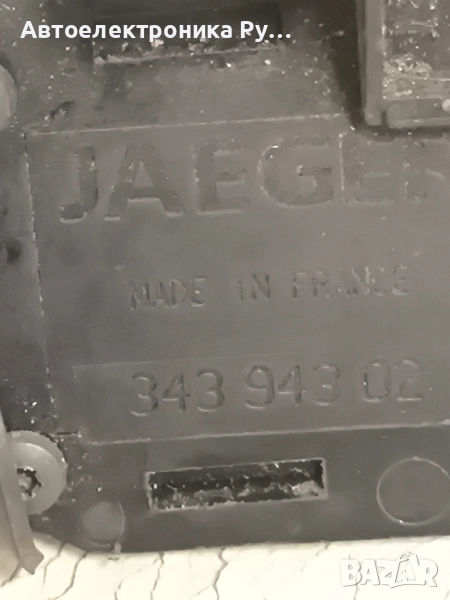 Автоелектроника Ру...
JAEGER
MADE IN FRANCE
343 943 02
BAZAR